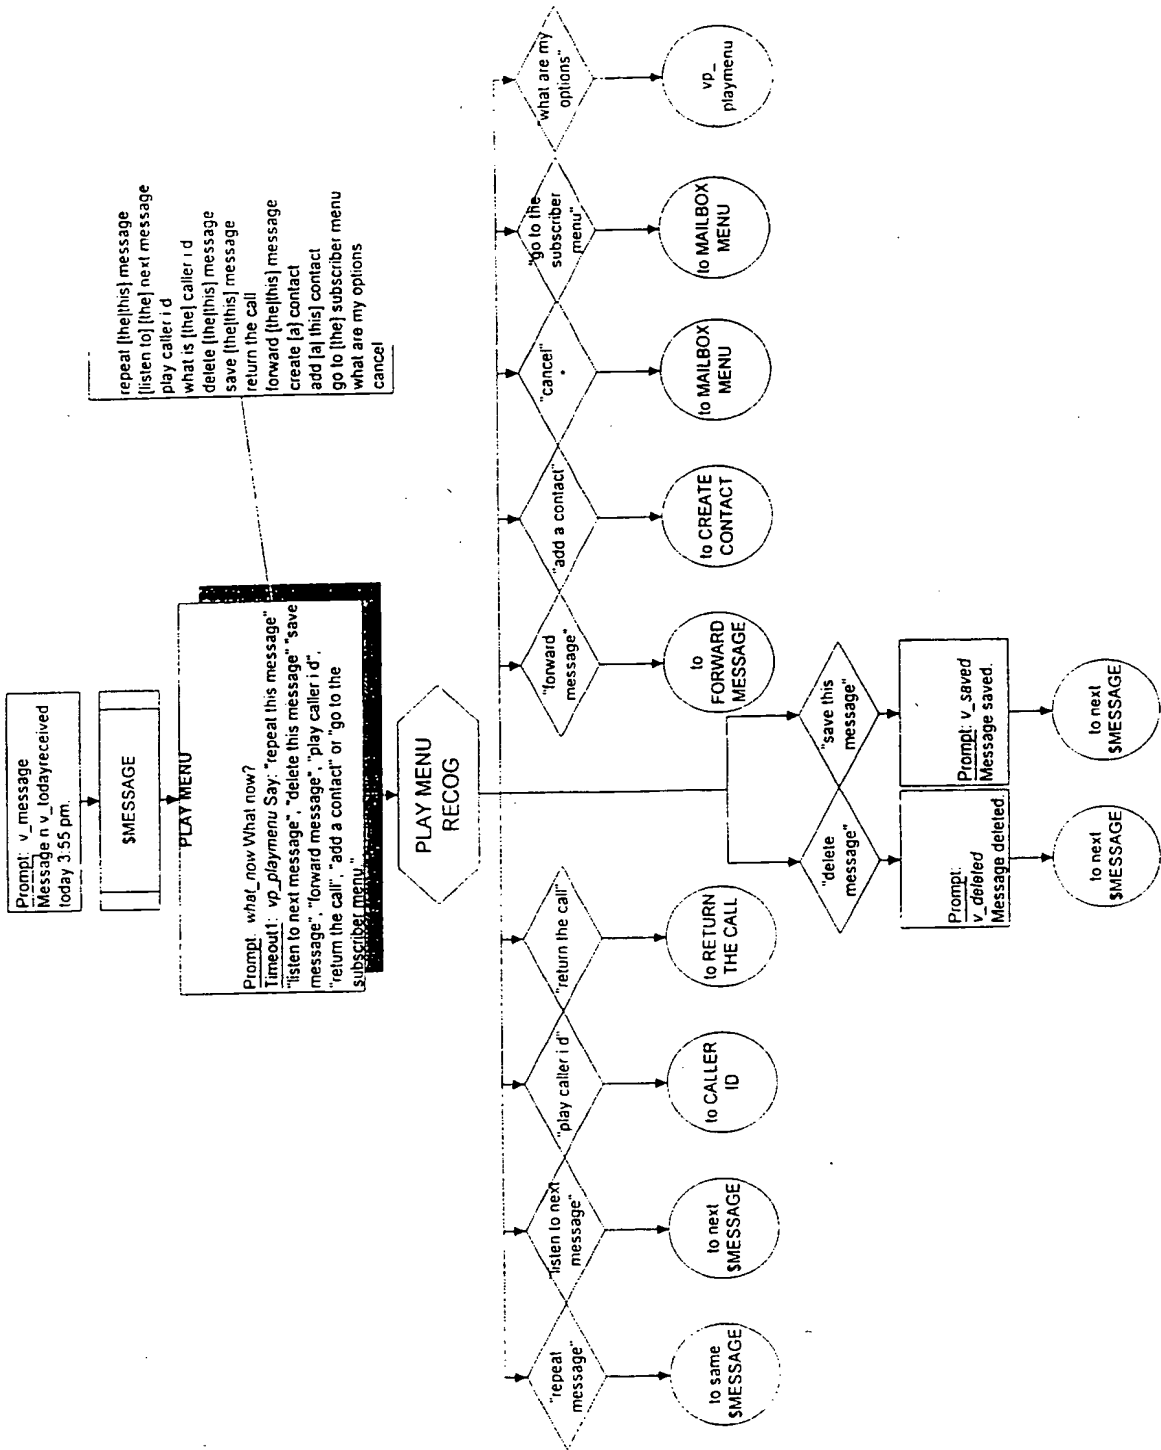 Prompt: v_message
Message n v_todayreceived
today 3:55 pm.
$MESSAGE
PLAY MENU
Prompt: what_now What now?
Timeout1: vp_playmenu Say: "repeat this message"
"listen to next message", "delete this message" "save
message", "forward message", "play caller i d",
"return the call", "add a contact" or "go to the
subscriber menu."
repeat [the|this] message
[listen to] [the] next message
play caller i d
what is [the] caller i d
delete [the|this] message
save [the|this] message
return the call
forward [the|this] message
create [a] contact
add [a| this] contact
go to [the] subscriber menu
what are my options
cancel
PLAY MENU
RECOG
"repeat
message"
"listen to next
message"
"play caller i d"
"return the call"
"forward
message"
"add a contact"
"cancel"
"go to the
subscriber
menu"
"what are my
options"
to same
$MESSAGE
to next
$MESSAGE
to CALLER
ID
to RETURN
THE CALL
to
FORWARD
MESSAGE
to CREATE
CONTACT
to MAILBOX
MENU
to MAILBOX
MENU
vp_
playmenu
"delete
message"
"save this
message"
Prompt:
v_deleted
Message deleted.
Prompt: v_saved
Message saved.
to next
$MESSAGE
to next
$MESSAGE